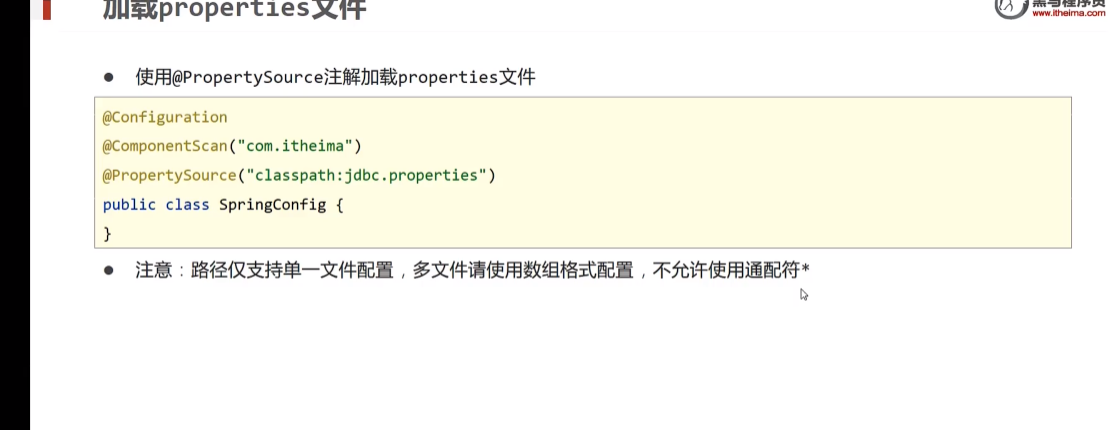 加载properties文件
黑马程序员
www.itheima.com
● 使用@PropertySource注解加载properties文件
@Configuration
@ComponentScan("com.itheima")
@PropertySource("classpath:jdbc.properties")
public class SpringConfig {
}
● 注意：路径仅支持单一文件配置，多文件请使用数组格式配置，不允许使用通配符*